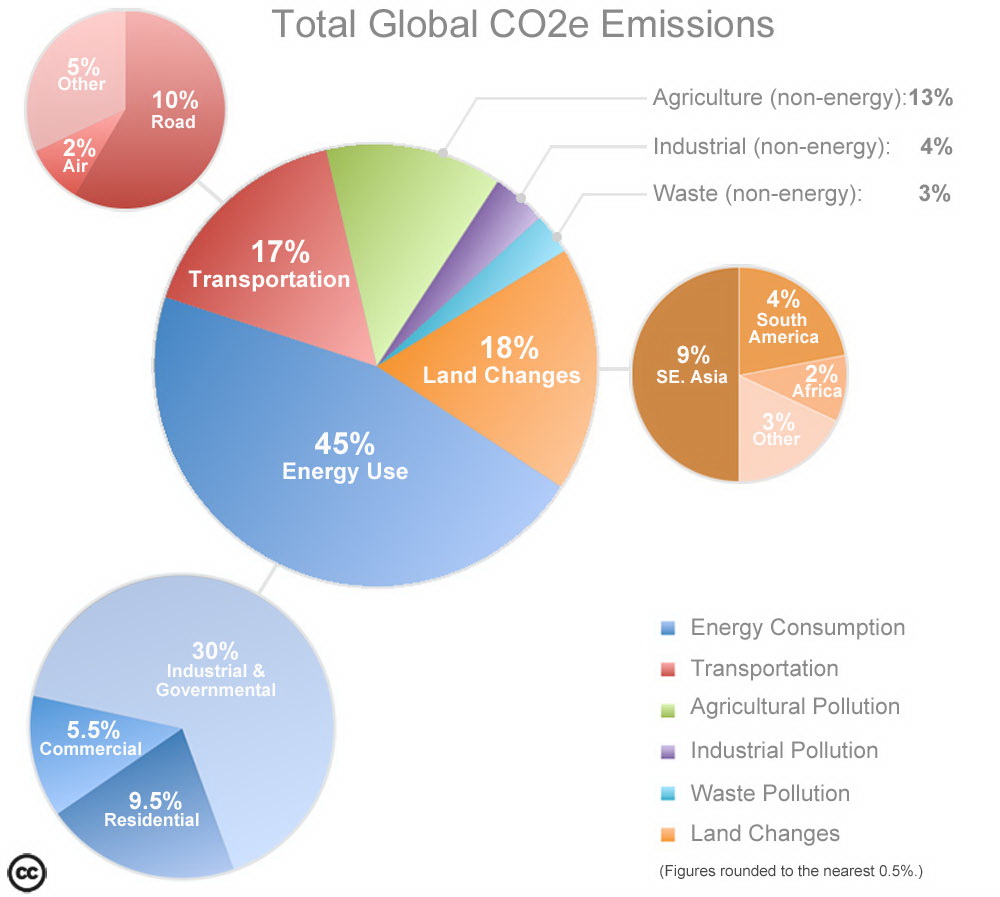 Total Global CO2e Emissions
5%
Other
10%
Road
2%
Air
Agriculture (non-energy):13%
Industrial (non-energy): 4%
Waste (non-energy): 3%
17%
Transportation
18%
Land Changes
45%
Energy Use
4%
South
America
9%
SE. Asia
2%
Africa
3%
Other
30%
Industrial &
Governmental
5.5%
Commercial
9.5%
Residential
Energy Consumption
Transportation
Agricultural Pollution
Industrial Pollution
Waste Pollution
Land Changes
(Figures rounded to the nearest 0.5%.)
cc